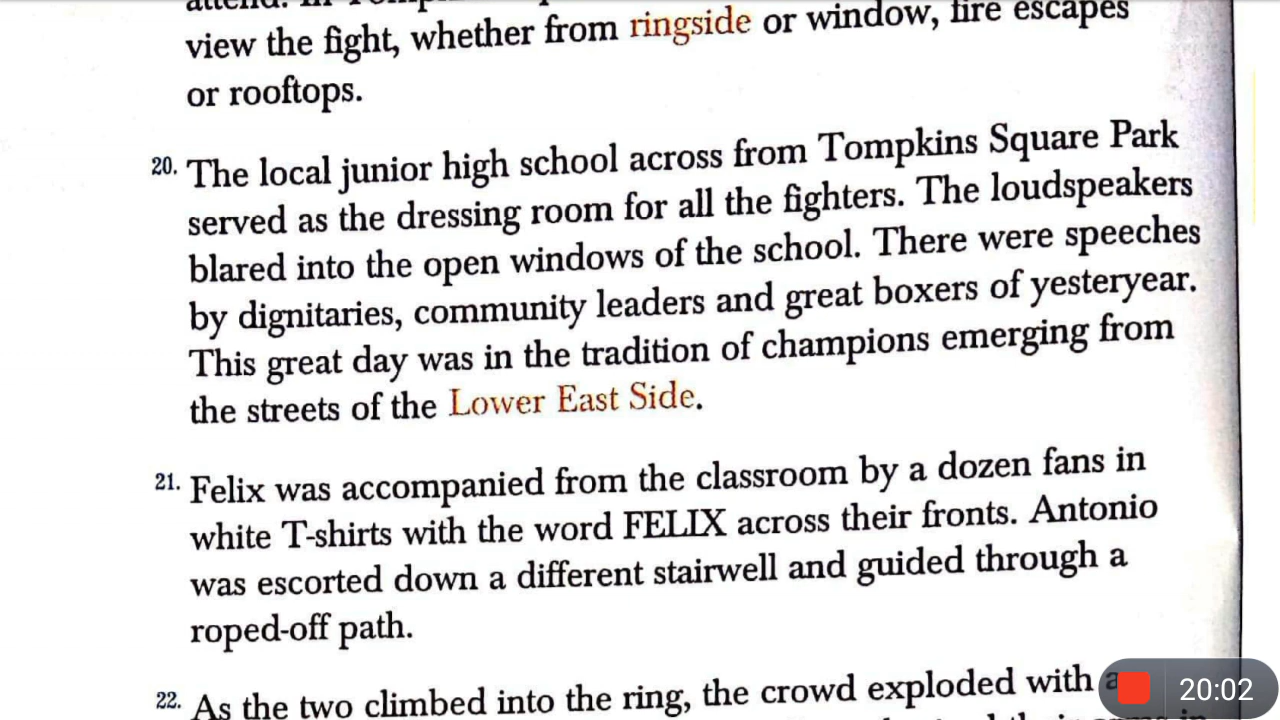 view the fight, whether from ringside or window, fire escapes
or rooftops.
20. The local junior high school across from Tompkins Square Park
served as the dressing room for all the fighters. The loudspeakers
blared into the open windows of the school. There were speeches
by dignitaries, community leaders and great boxers of yesteryear.
This great day was in the tradition of champions emerging from
the streets of the Lower East Side.
21. Felix was accompanied from the classroom by a dozen fans in
white T-shirts with the word FELIX across their fronts. Antonio
was escorted down a different stairwell and guided through a
roped-off path.
22. As the two climbed into the ring, the crowd exploded with
20:02